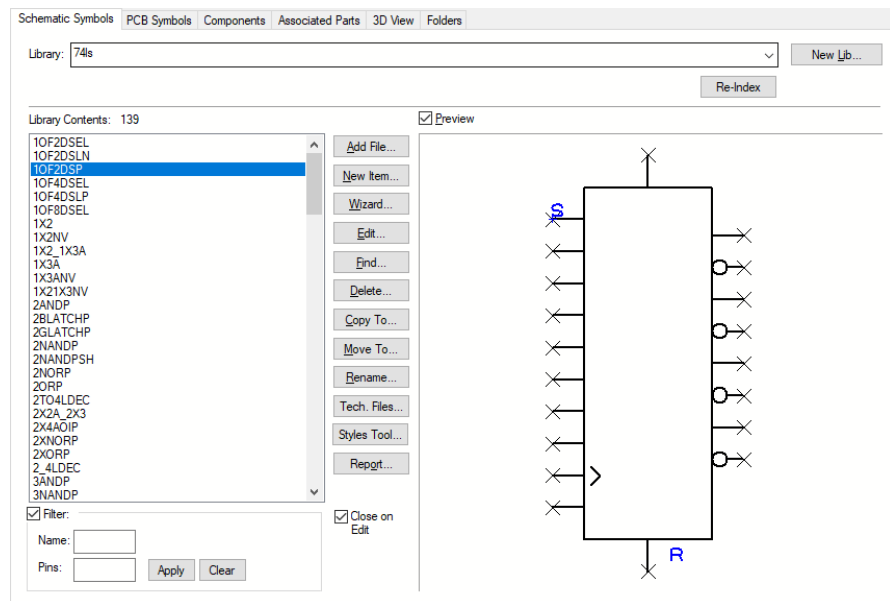 Schematic Symbols PCB Symbols Components Associated Parts 3D View Folders
Library: 74ls New Lib...
Re-Index
Library Contents: 139 Preview
1OF2DSEL
1OF2DSLN
1OF2DSP
1OF4DSEL
1OF4DSLP
1OF8DSEL
1X2
1X2NV
1X2_1X3A
1X3A
1X3ANV
1X21X3NV
2ANDP
2BLATCHP
2GLATCHP
2NANDP
2NANDPSH
2NORP
2ORP
2TO4LDEC
2X2A_2X3
2X4AOIP
2XNORP
2XORP
2_4LDEC
3ANDP
3NANDP
Add File...
New Item...
Wizard...
Edit...
Find...
Delete...
Copy To...
Move To...
Rename...
Tech. Files...
Styles Tool...
Report...
Close on
Edit
S
R
Filter:
Name:
Pins: Apply Clear